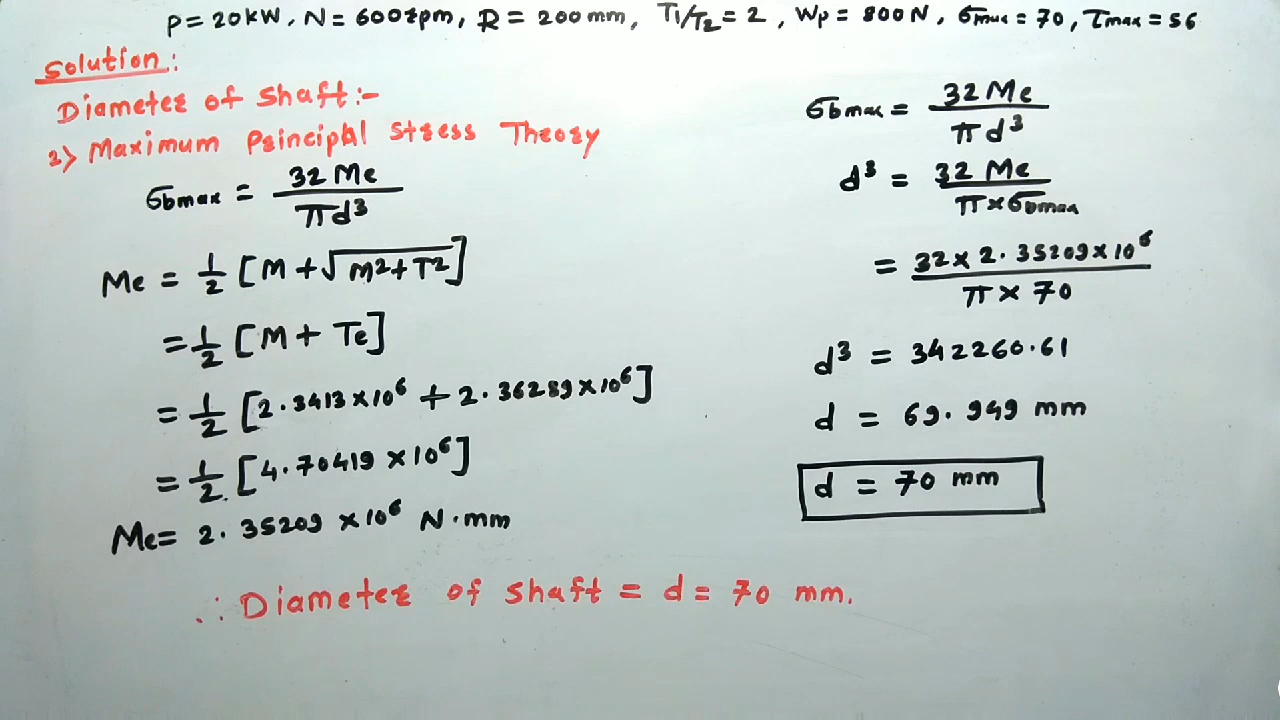 P = 20 kW, N = 600 rpm, R = 200 mm, T1/T2 = 2, Wp = 800 N, σmax = 70, τmax = 56
Solution:
Diameter of shaft:-
2) Maximum Principal Stress Theory
σbmax = 32 Me / πd³
Me = 1/2 [M + √M²+T²]
= 1/2 [M + Te]
= 1/2 [2.3413 × 10⁶ + 2.36289 × 10⁶]
= 1/2 [4.70419 × 10⁶]
Me = 2.35209 × 10⁶ N·mm
σbmax = 32 Me / πd³
d³ = 32 Me / π × σbmax
= 32 × 2.35209 × 10⁶ / π × 70
d³ = 342260.61
d = 69.949 mm
d = 70 mm
∴ Diameter of shaft = d = 70 mm.